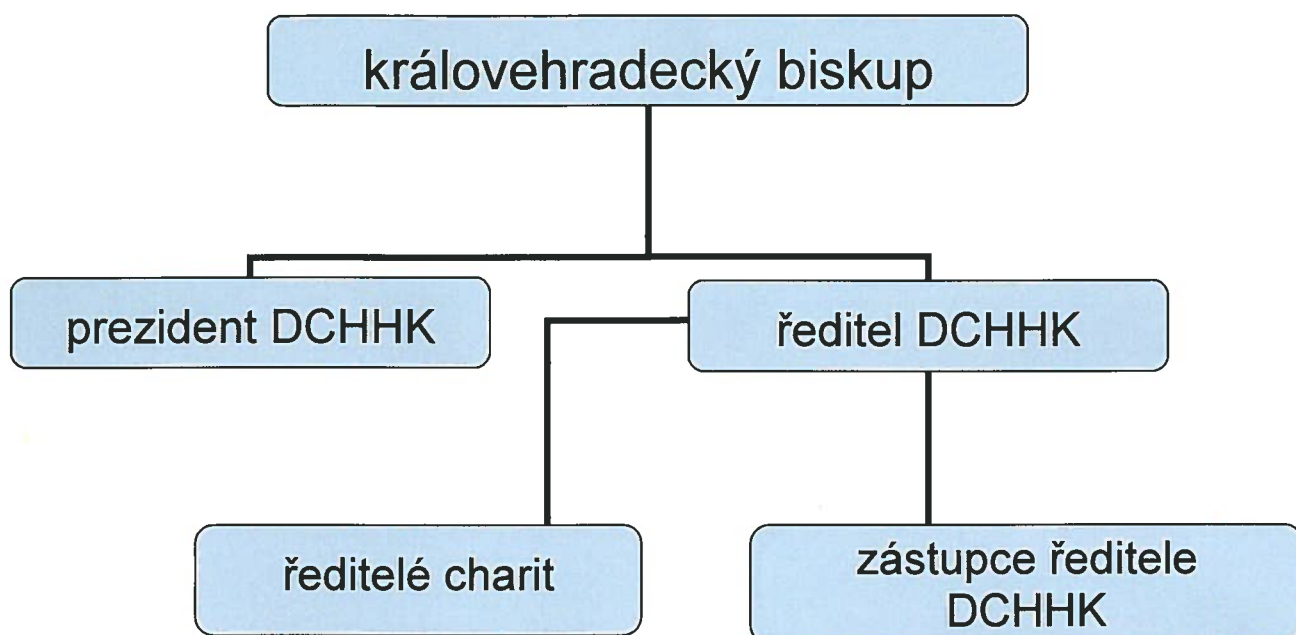 královehradecký biskup
prezident DCHHK
ředitel DCHHK
ředitelé charit
zástupce ředitele
DCHHK